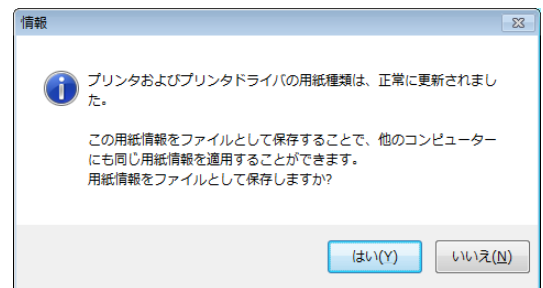 情報
プリンタおよびプリンタドライバの用紙種類は、正常に更新されまし
た。
この用紙情報をファイルとして保存することで、他のコンピューター
にも同じ用紙情報を適用することができます。
用紙情報をファイルとして保存しますか?
はい(Y)
いいえ(N)